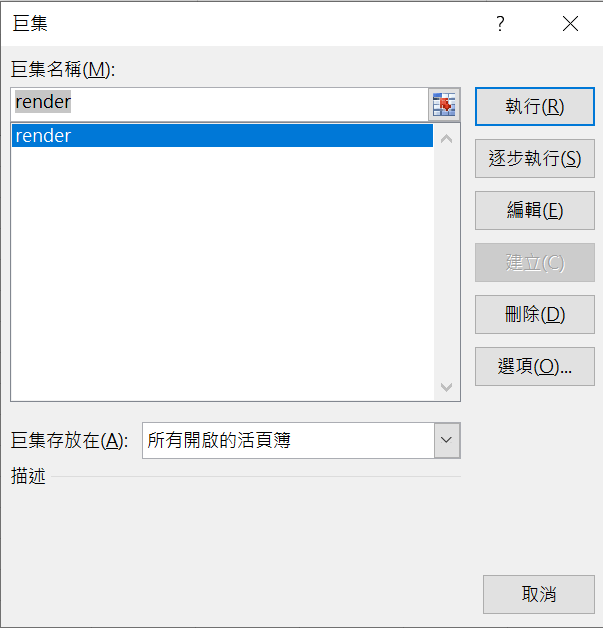 巨集
?
巨集名稱(M):
render
render
執行(R)
逐步執行(S)
編輯(E)
建立(C)
刪除(D)
選項(O)...
巨集存放在(A):
所有開啟的活頁簿
描述
取消